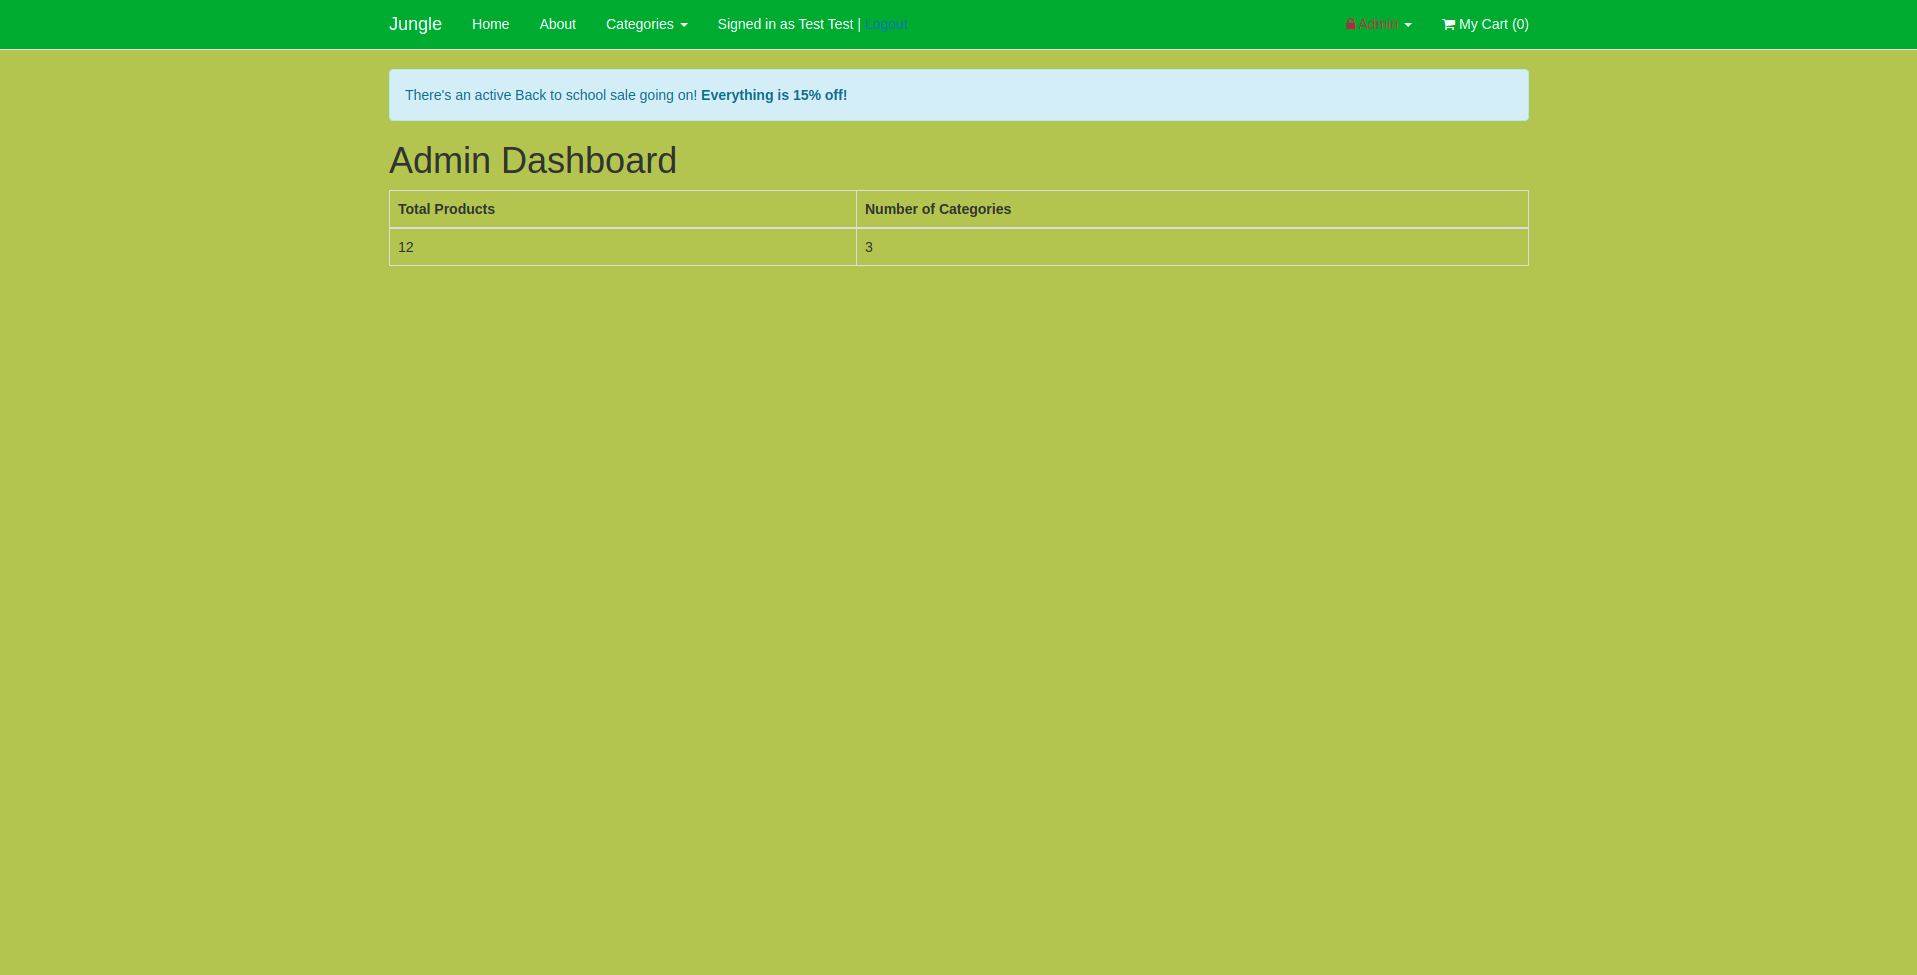 Jungle Home About Categories Signed in as Test Test | Logout Admin My Cart (0)
There's an active Back to school sale going on! Everything is 15% off!
Admin Dashboard
Total Products Number of Categories
12 3